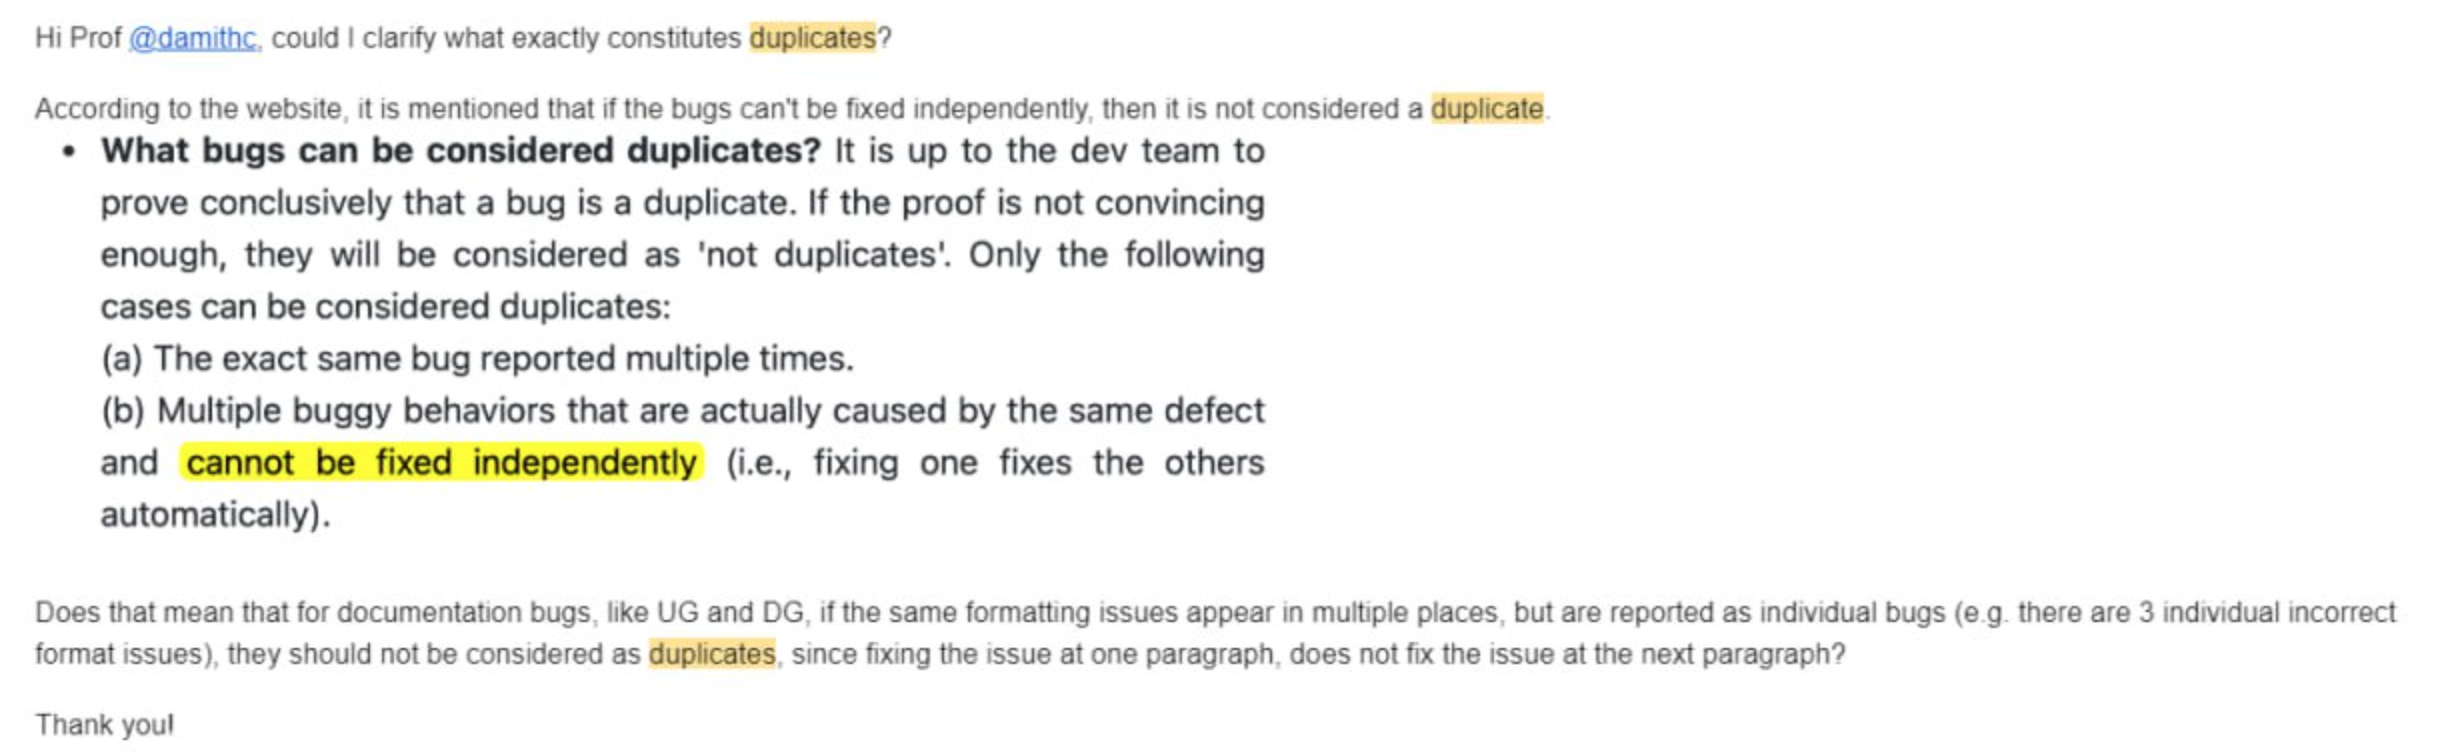 Hi Prof @damithc, could I clarify what exactly constitutes duplicates?
According to the website, it is mentioned that if the bugs can't be fixed independently, then it is not considered a duplicate.
• What bugs can be considered duplicates? It is up to the dev team to
prove conclusively that a bug is a duplicate. If the proof is not convincing
enough, they will be considered as 'not duplicates'. Only the following
cases can be considered duplicates:
(a) The exact same bug reported multiple times.
(b) Multiple buggy behaviors that are actually caused by the same defect
and cannot be fixed independently (i.e., fixing one fixes the others
automatically).
Does that mean that for documentation bugs, like UG and DG, if the same formatting issues appear in multiple places, but are reported as individual bugs (e.g. there are 3 individual incorrect
format issues), they should not be considered as duplicates, since fixing the issue at one paragraph, does not fix the issue at the next paragraph?
Thank you!